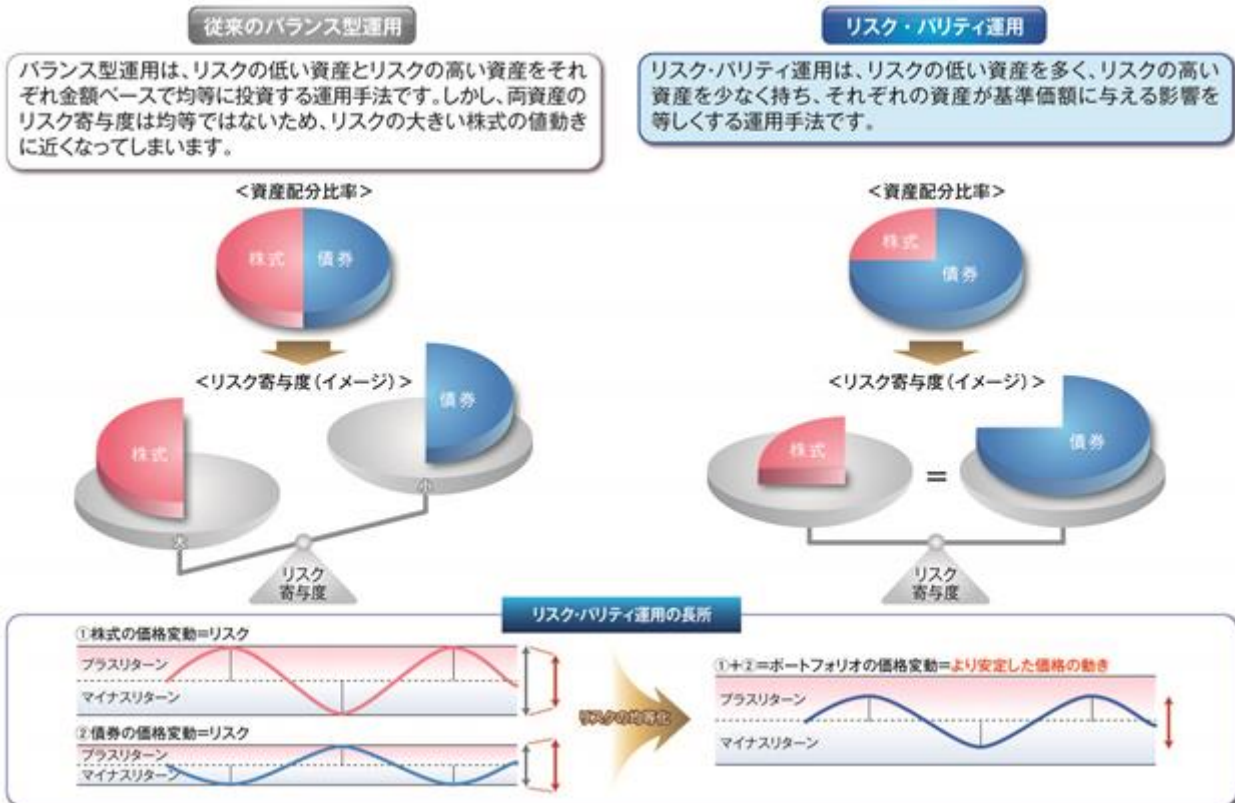 従来のバランス型運用
バランス型運用は、リスクの低い資産とリスクの高い資産をそれ
ぞれ金額ベースで均等に投資する運用手法です。しかし、両資産の
リスク寄与度は均等ではないため、リスクの大きい株式の値動き
に近くなってしまいます。
<資産配分比率>
株式
債券
<リスク寄与度(イメージ)>
株式
債券
大
小
リスク
寄与度
リスク・パリティ運用
リスク・パリティ運用は、リスクの低い資産を多く、リスクの高い
資産を少なく持ち、それぞれの資産が基準価額に与える影響を
等しくする運用手法です。
<資産配分比率>
株式
債券
<リスク寄与度(イメージ)>
株式
=
債券
リスク
寄与度
リスク・パリティ運用の長所
①株式の価格変動=リスク
プラスリターン
マイナスリターン
②債券の価格変動=リスク
プラスリターン
マイナスリターン
リスクの均等化
①+②=ポートフォリオの価格変動=より安定した価格の動き
プラスリターン
マイナスリターン